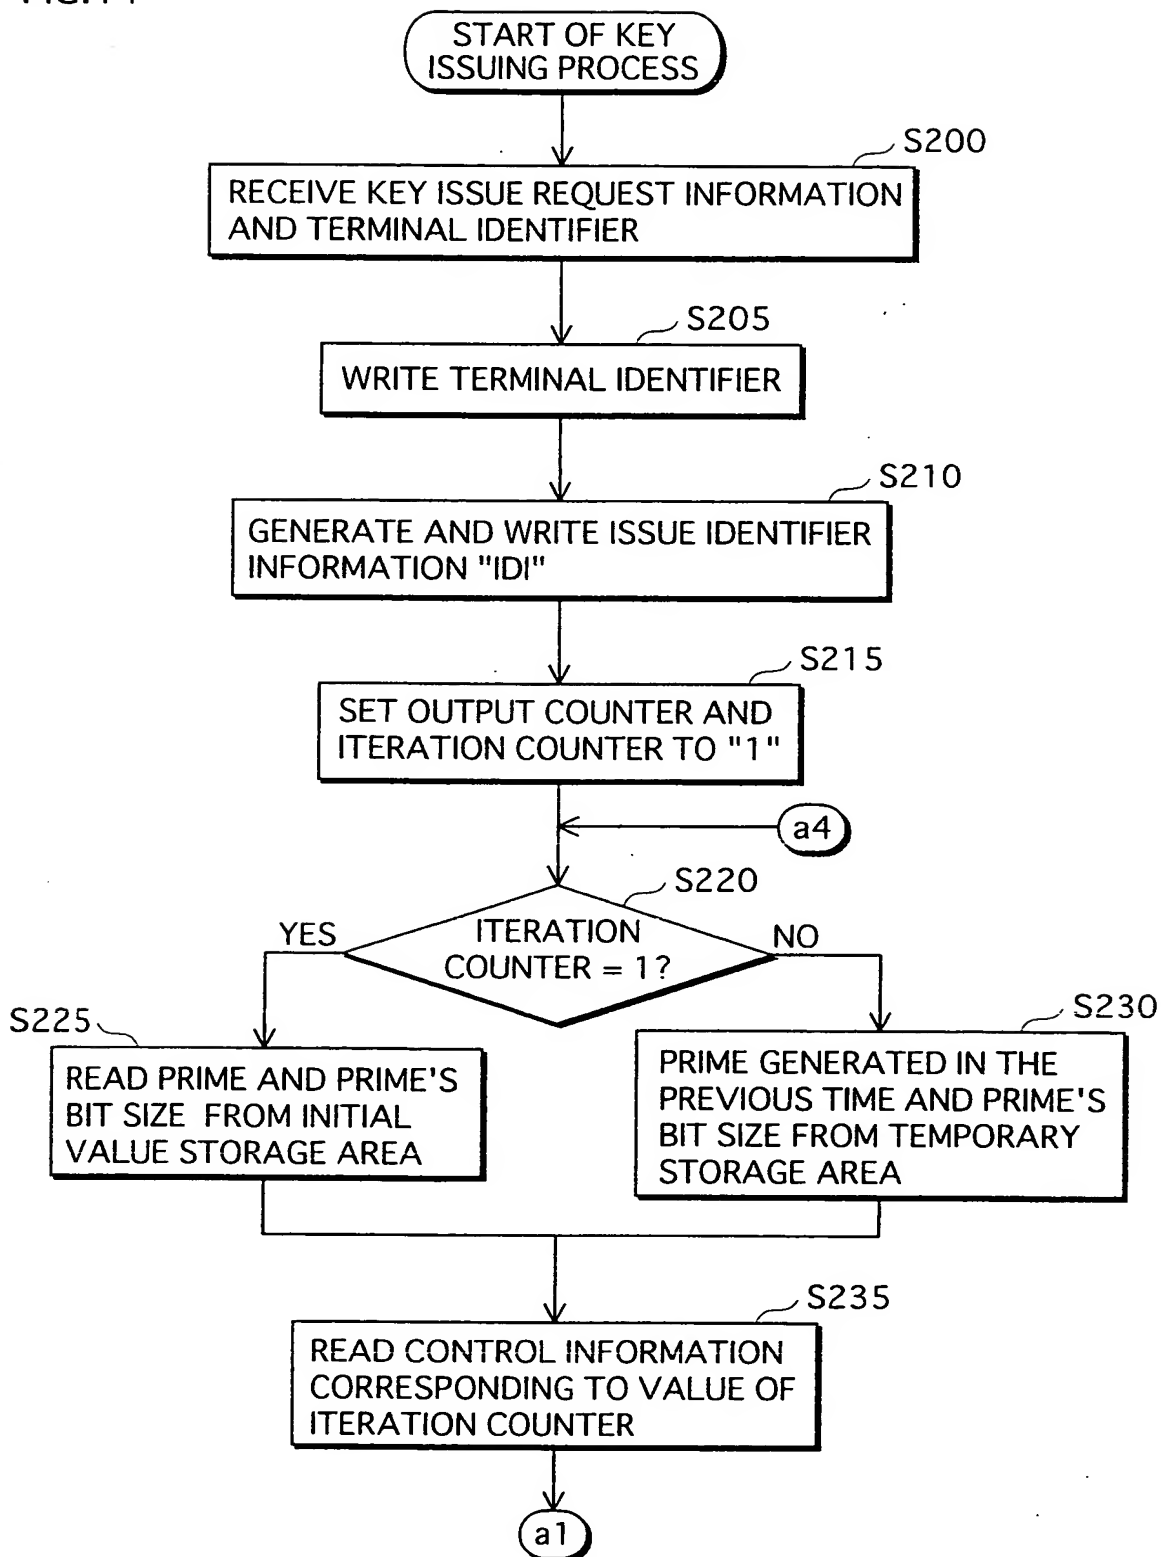 START OF KEY
ISSUING PROCESS
S200
RECEIVE KEY ISSUE REQUEST INFORMATION
AND TERMINAL IDENTIFIER
S205
WRITE TERMINAL IDENTIFIER
S210
GENERATE AND WRITE ISSUE IDENTIFIER
INFORMATION "IDI"
S215
SET OUTPUT COUNTER AND
ITERATION COUNTER TO "1"
a4
S220
YES
ITERATION
COUNTER = 1?
NO
S225
READ PRIME AND PRIME'S
BIT SIZE FROM INITIAL
VALUE STORAGE AREA
S230
PRIME GENERATED IN THE
PREVIOUS TIME AND PRIME'S
BIT SIZE FROM TEMPORARY
STORAGE AREA
S235
READ CONTROL INFORMATION
CORRESPONDING TO VALUE OF
ITERATION COUNTER
a1